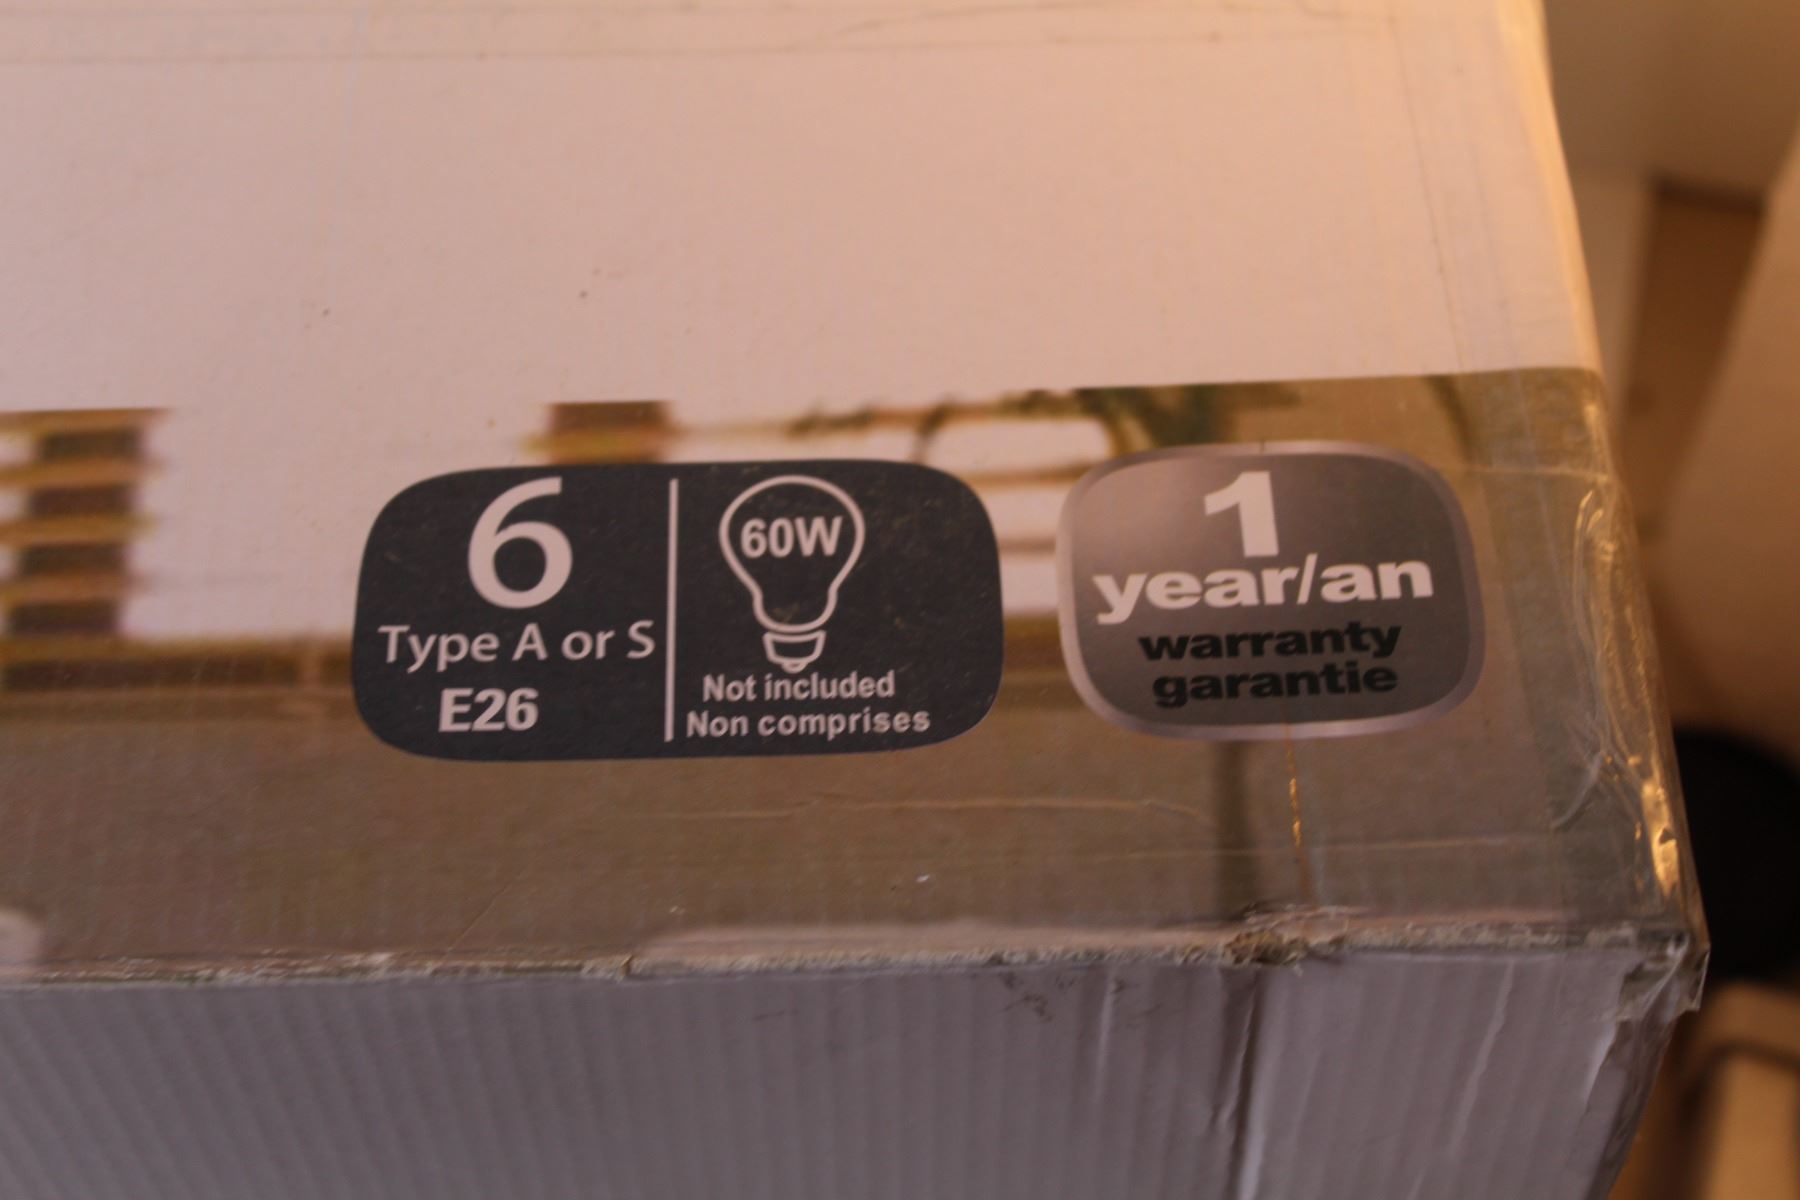 6
Type A or S
E26
60W
Not included
Non comprises
1
year/an
warranty
garantie